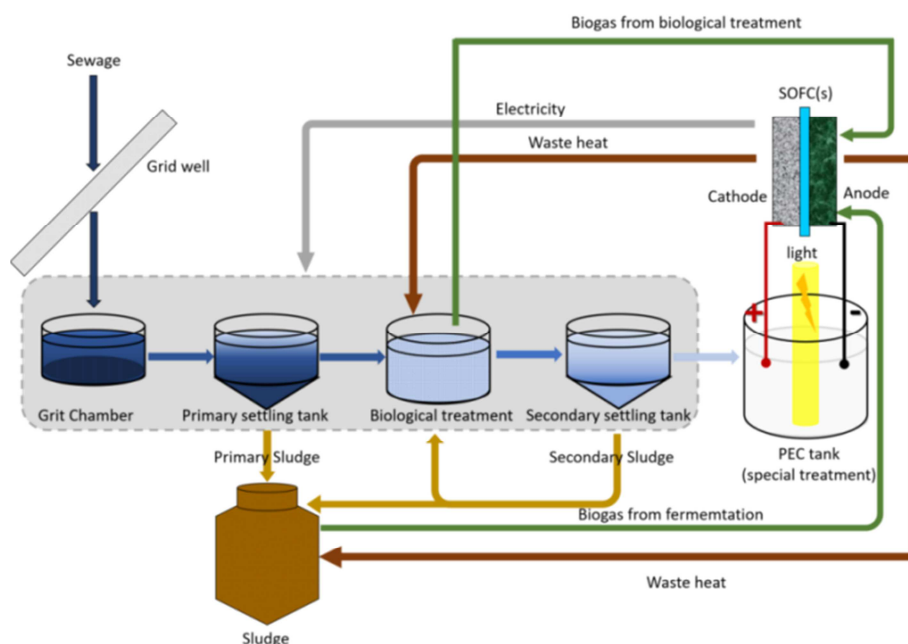 Biogas from biological treatment
Sewage
SOFC(s)
Electricity
Waste heat
Grid well
Cathode
Anode
light
+
-
Grit Chamber
Primary settling tank
Biological treatment
Secondary settling tank
PEC tank
(special treatment)
Primary Sludge
Secondary Sludge
Biogas from fermemtation
Waste heat
Sludge